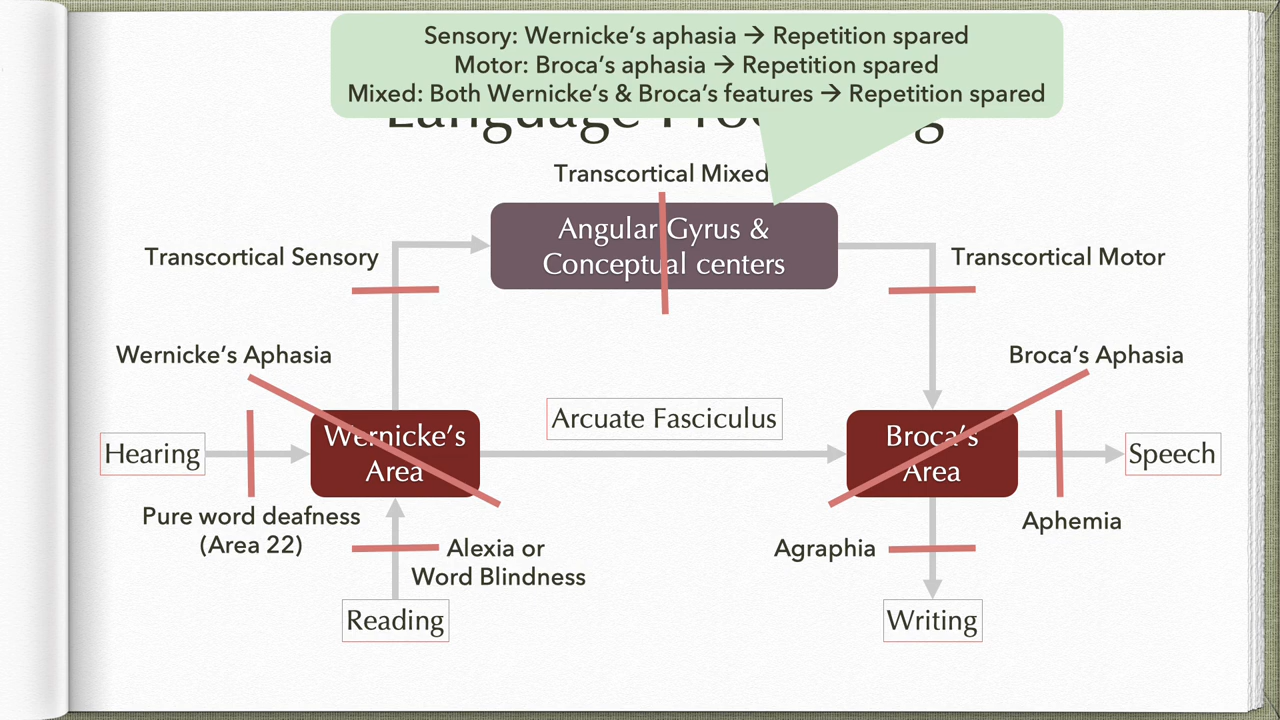 Sensory: Wernicke's aphasia → Repetition spared
Motor: Broca's aphasia → Repetition spared
Mixed: Both Wernicke's & Broca's features → Repetition spared
Language
Transcortical Mixed
Angular Gyrus &
Conceptual centers
Transcortical Sensory
Transcortical Motor
Wernicke's Aphasia
Broca's Aphasia
Arcuate Fasciculus
Wernicke's
Area
Broca's
Area
Hearing
Speech
Pure word deafness
(Area 22)
Aphemia
Alexia or
Word Blindness
Agraphia
Reading
Writing